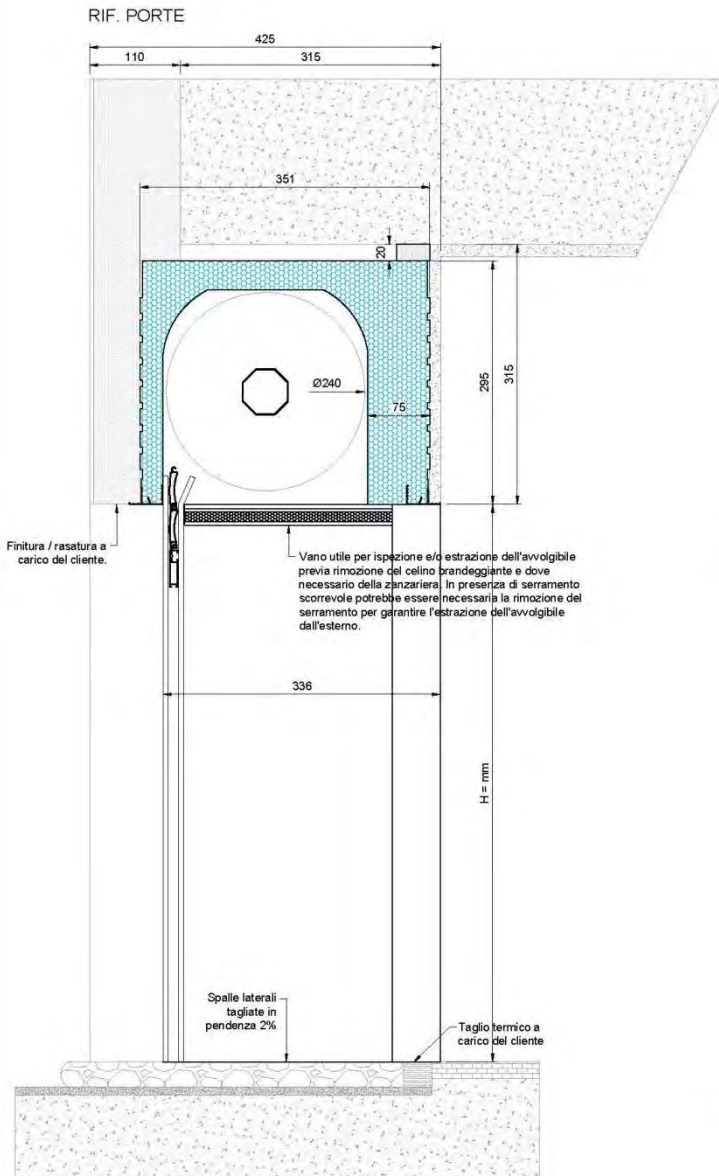 RIF. PORTE
425
110
315
351
20
Ø240
75
295
315
Finitura / rasatura a
carico del cliente.
Vano utile per ispezione e/o estrazione dell'avvolgibile
previa rimozione del celino brandeggiante e dove
necessario della zanzariera. In presenza di serramento
scorrevole potrebbe essere necessaria la rimozione del
serramento per garantire l'estrazione dell'avvolgibile
dall'esterno.
336
H = mm
Spalle laterali
tagliate in
pendenza 2%
Taglio termico a
carico del cliente